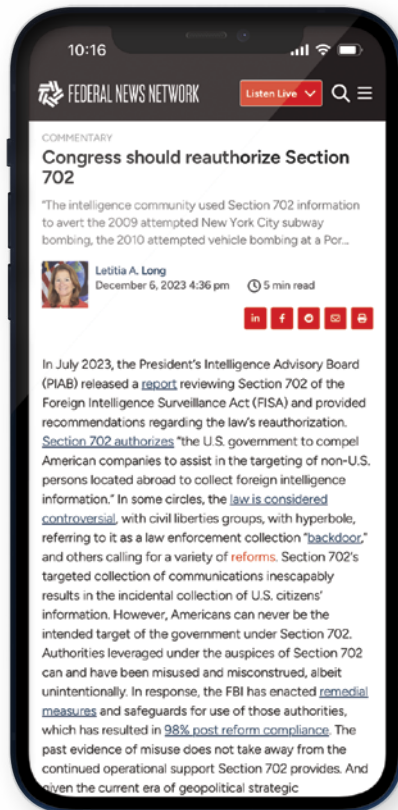 10:16
FEDERAL NEWS NETWORK
Listen Live
COMMENTARY
Congress should reauthorize Section
702
"The intelligence community used Section 702 information
to avert the 2009 attempted New York City subway
bombing, the 2010 attempted vehicle bombing at a Por...
Letitia A. Long
December 6, 2023 4:36 pm 5 min read
in f
In July 2023, the President's Intelligence Advisory Board
(PIAB) released a report reviewing Section 702 of the
Foreign Intelligence Surveillance Act (FISA) and provided
recommendations regarding the law's reauthorization.
Section 702 authorizes "the U.S. government to compel
American companies to assist in the targeting of non-U.S.
persons located abroad to collect foreign intelligence
information." In some circles, the law is considered
controversial, with civil liberties groups, with hyperbole,
referring to it as a law enforcement collection "backdoor,"
and others calling for a variety of reforms. Section 702's
targeted collection of communications inescapably
results in the incidental collection of U.S. citizens'
information. However, Americans can never be the
intended target of the government under Section 702.
Authorities leveraged under the auspices of Section 702
can and have been misused and misconstrued, albeit
unintentionally. In response, the FBI has enacted remedial
measures and safeguards for use of those authorities,
which has resulted in 98% post reform compliance. The
past evidence of misuse does not take away from the
continued operational support Section 702 provides. And
given the current era of geopolitical strategic